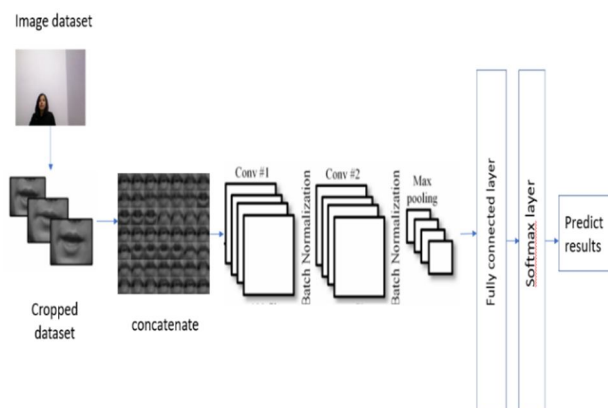 Image dataset
Cropped
dataset
concatenate
Conv #1
Batch Normalization
Conv #2
Batch Normalization
Max
pooling
Fully connected layer
Softmax layer
Predict
results